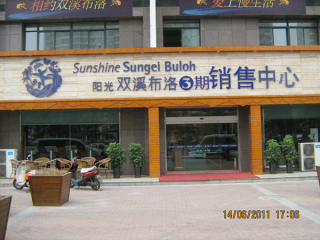 相约双溪布洛
爱上慢生活
Sunshine Sungei Buloh
阳光 双溪布洛3期销售中心
14/06/2011 17:06